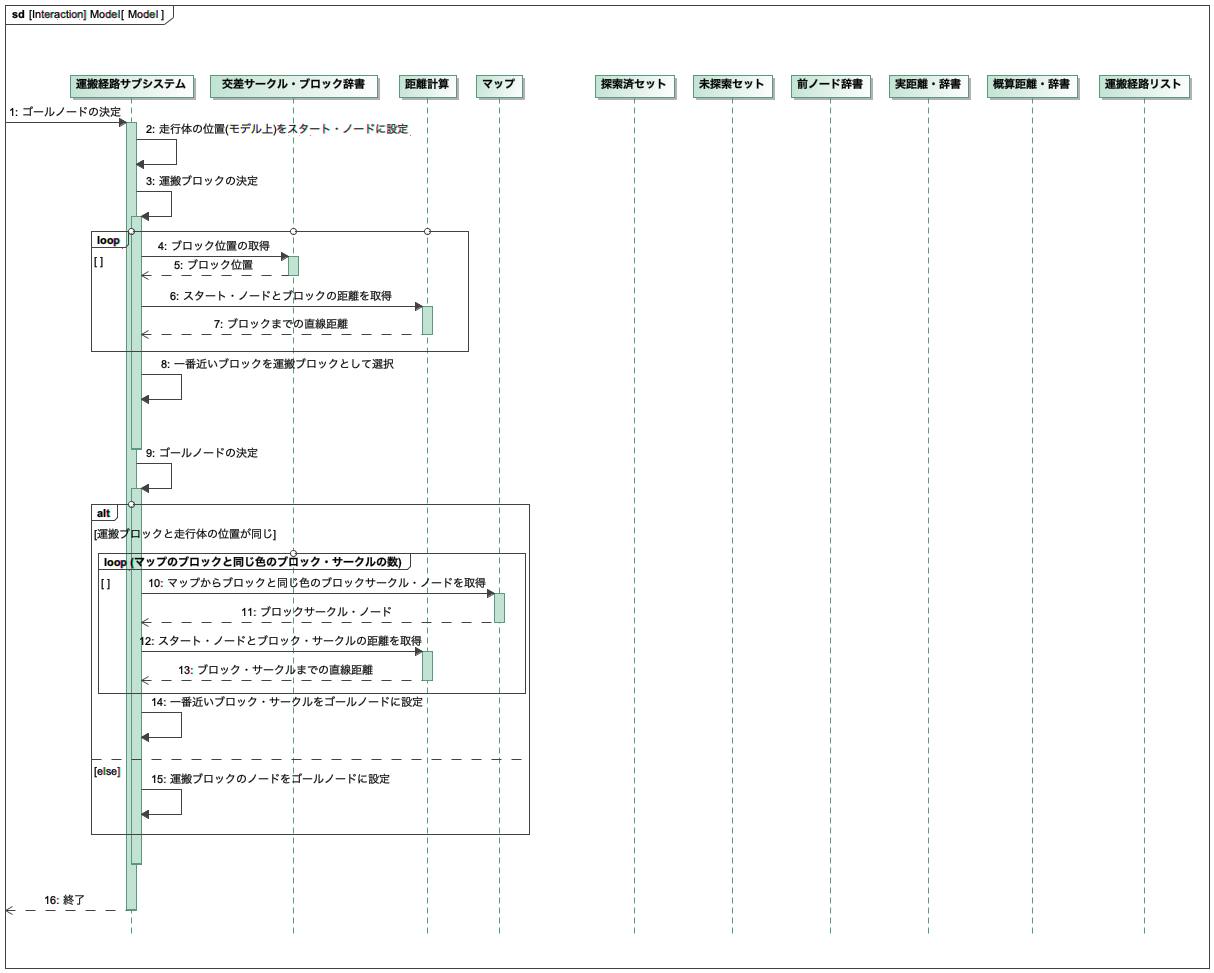 sd [Interaction] Model[ Model ]
運搬経路サブシステム
交差サークル・ブロック辞書
距離計算
マップ
探索済セット
未探索セット
前ノード辞書
実距離・辞書
概算距離・辞書
運搬経路リスト
1: ゴールノードの決定
2: 走行体の位置(モデル上)をスタート・ノードに設定
3: 運搬ブロックの決定
loop
4: ブロック位置の取得
[ ]
5: ブロック位置
6: スタート・ノードとブロックの距離を取得
7: ブロックまでの直線距離
8: 一番近いブロックを運搬ブロックとして選択
9: ゴールノードの決定
alt
[運搬ブロックと走行体の位置が同じ]
loop (マップのブロックと同じ色のブロック・サークルの数)
[ ]
10: マップからブロックと同じ色のブロックサークル・ノードを取得
11: ブロックサークル・ノード
12: スタート・ノードとブロック・サークルの距離を取得
13: ブロック・サークルまでの直線距離
14: 一番近いブロック・サークルをゴールノードに設定
[else]
15: 運搬ブロックのノードをゴールノードに設定
16: 終了